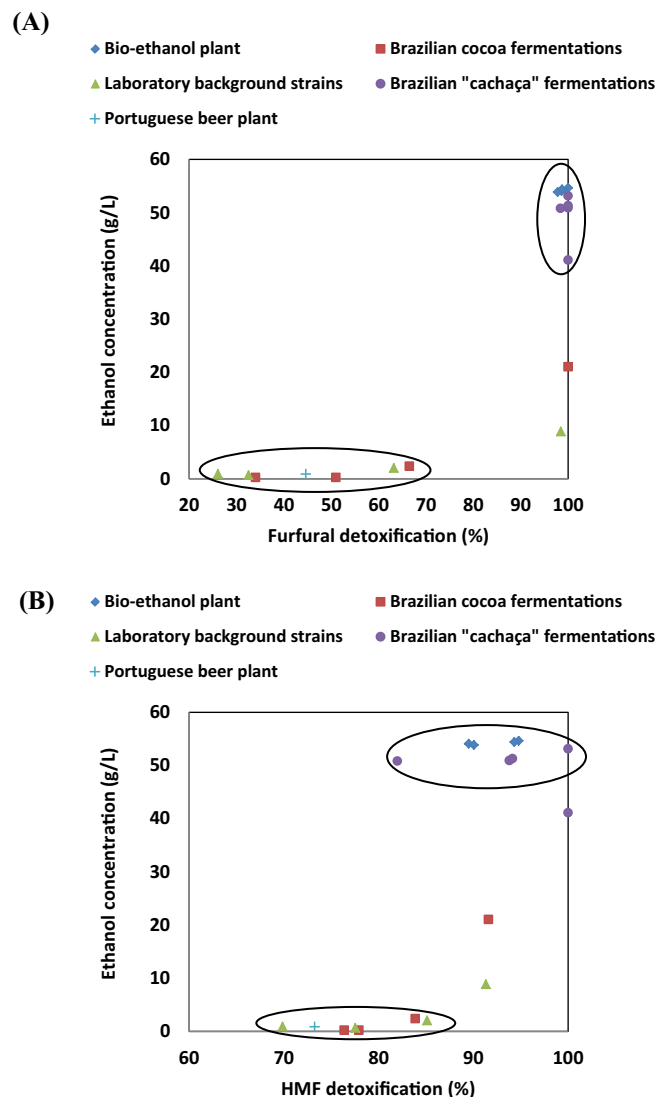 (A)
Bio-ethanol plant Brazilian cocoa fermentations
Laboratory background strains Brazilian "cachaça" fermentations
Portuguese beer plant
60
50
40
30
20
10
0
Ethanol concentration (g/L)
20 30 40 50 60 70 80 90 100
Furfural detoxification (%)
(B)
Bio-ethanol plant Brazilian cocoa fermentations
Laboratory background strains Brazilian "cachaça" fermentations
Portuguese beer plant
60
50
40
30
20
10
0
Ethanol concentration (g/L)
60 70 80 90 100
HMF detoxification (%)